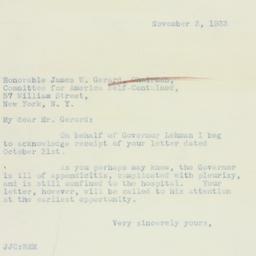 November 2, 1933
Honorable James W. Gerard, Chairman,
Committee for America Self-Contained,
57 William Street,
New York, N. Y.
My dear Mr. Gerard:
On behalf of Governor Lehman I beg
to acknowledge receipt of your letter dated
October 21st.
As you perhaps may know, the Governor
is ill of appendicitis, complicated with pleurisy,
and is still confined to the hospital. Your
letter, however, will be called to his attention
at the earliest opportunity.
Very sincerely yours,
JJC:REM